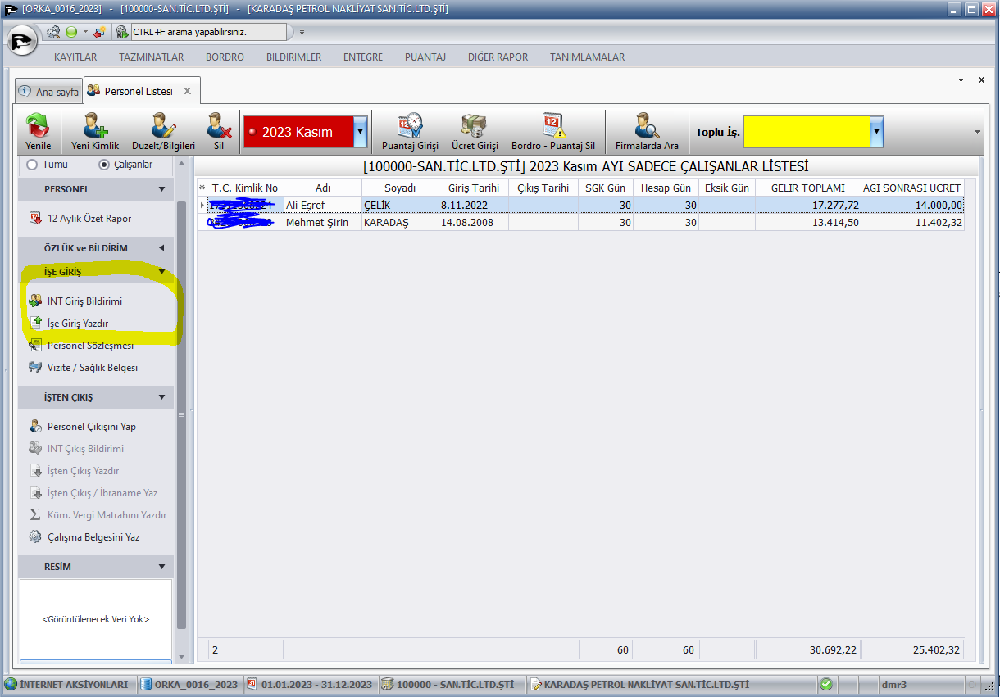 [ORKA_0016_2023] - [100000-SAN.TİC.LTD.ŞTİ] - [KARADAŞ PETROL NAKLİYAT SAN.TİC.LTD.ŞTİ]
CTRL+F arama yapabilirsiniz.
KAYITLAR TAZMİNATLAR BORDRO BİLDİRİMLER ENTEGRE PUANTAJ DİĞER RAPOR TANIMLAMALAR
Ana sayfa Personel Listesi
Yenile Yeni Kimlik Düzelt/Bilgileri Sil 2023 Kasım Puantaj Girişi Ücret Girişi Bordro - Puantaj Sil Firmalarda Ara Toplu İş.
Tümü Çalışanlar
PERSONEL
12 Aylık Özet Rapor
ÖZLÜK ve BİLDİRİM
İŞE GİRİŞ
INT Giriş Bildirimi
İşe Giriş Yazdır
Personel Sözleşmesi
Vizite / Sağlık Belgesi
İŞTEN ÇIKIŞ
Personel Çıkışını Yap
INT Çıkış Bildirimi
İşten Çıkış Yazdır
İşten Çıkış / İbraname Yaz
Küm. Vergi Matrahını Yazdır
Çalışma Belgesini Yaz
RESİM
<Görüntülenecek Veri Yok>
[100000-SAN.TİC.LTD.ŞTİ] 2023 Kasım AYI SADECE ÇALIŞANLAR LİSTESİ
T.C. Kimlik No Adı Soyadı Giriş Tarihi Çıkış Tarihi SGK Gün Hesap Gün Eksik Gün GELİR TOPLAMI AGİ SONRASI ÜCRET
Ali Eşref ÇELİK 8.11.2022 30 30 17.277,72 14.000,00
Mehmet Şirin KARADAŞ 14.08.2008 30 30 13.414,50 11.402,32
2 60 60 30.692,22 25.402,32
İNTERNET AKSİYONLARI ORKA_0016_2023 01.01.2023 - 31.12.2023 100000 - SAN.TİC.LTD.ŞTİ KARADAŞ PETROL NAKLİYAT SAN.TİC.LTD.ŞTİ dmr3